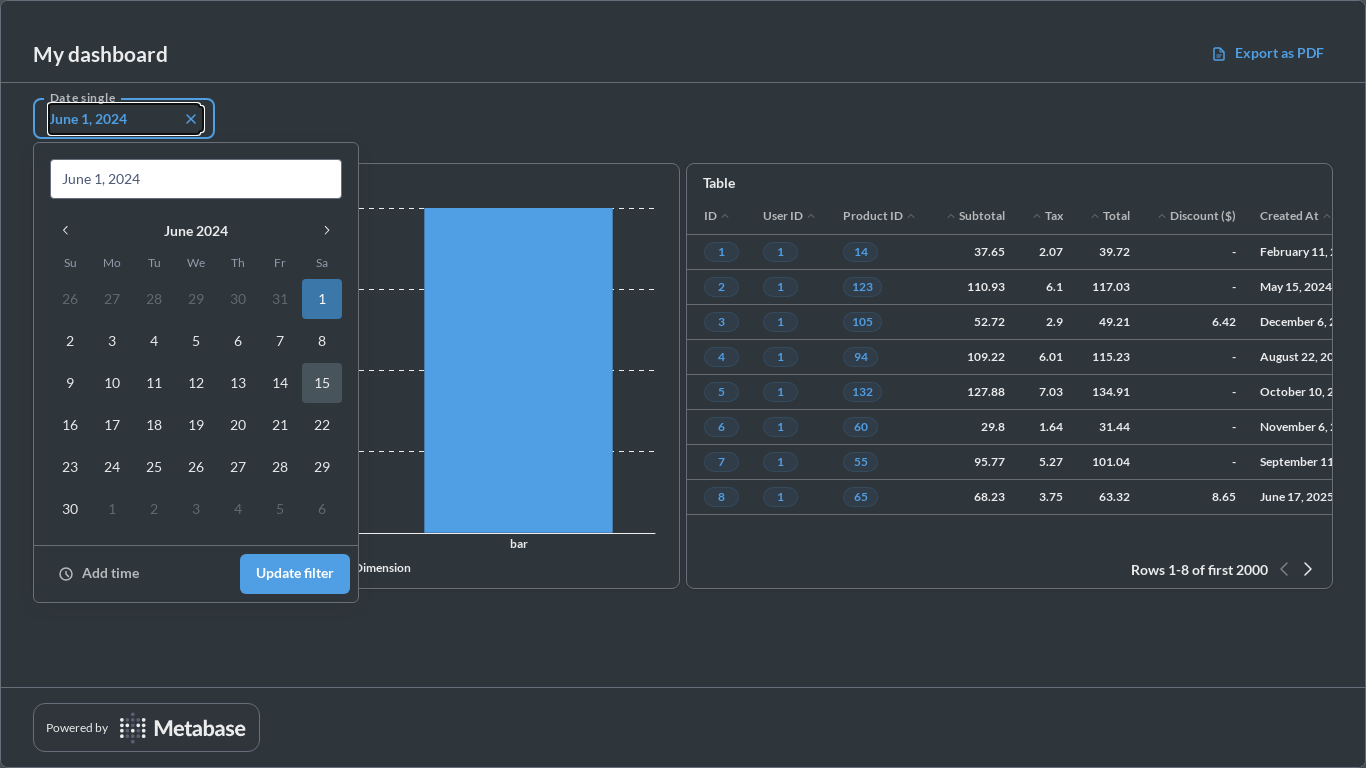 My dashboard
Export as PDF
Date single
June 1, 2024
June 1, 2024
June 2024
Su Mo Tu We Th Fr Sa
26 27 28 29 30 31 1
2 3 4 5 6 7 8
9 10 11 12 13 14 15
16 17 18 19 20 21 22
23 24 25 26 27 28 29
30 1 2 3 4 5 6
Add time
Update filter
bar
Dimension
Table
ID User ID Product ID Subtotal Tax Total Discount ($) Created At
1 1 14 37.65 2.07 39.72 - February 11,
2 1 123 110.93 6.1 117.03 - May 15, 2024
3 1 105 52.72 2.9 49.21 6.42 December 6,
4 1 94 109.22 6.01 115.23 - August 22, 20
5 1 132 127.88 7.03 134.91 - October 10,
6 1 60 29.8 1.64 31.44 - November 6,
7 1 55 95.77 5.27 101.04 - September 11
8 1 65 68.23 3.75 63.32 8.65 June 17, 2025
Rows 1-8 of first 2000
Powered by
Metabase